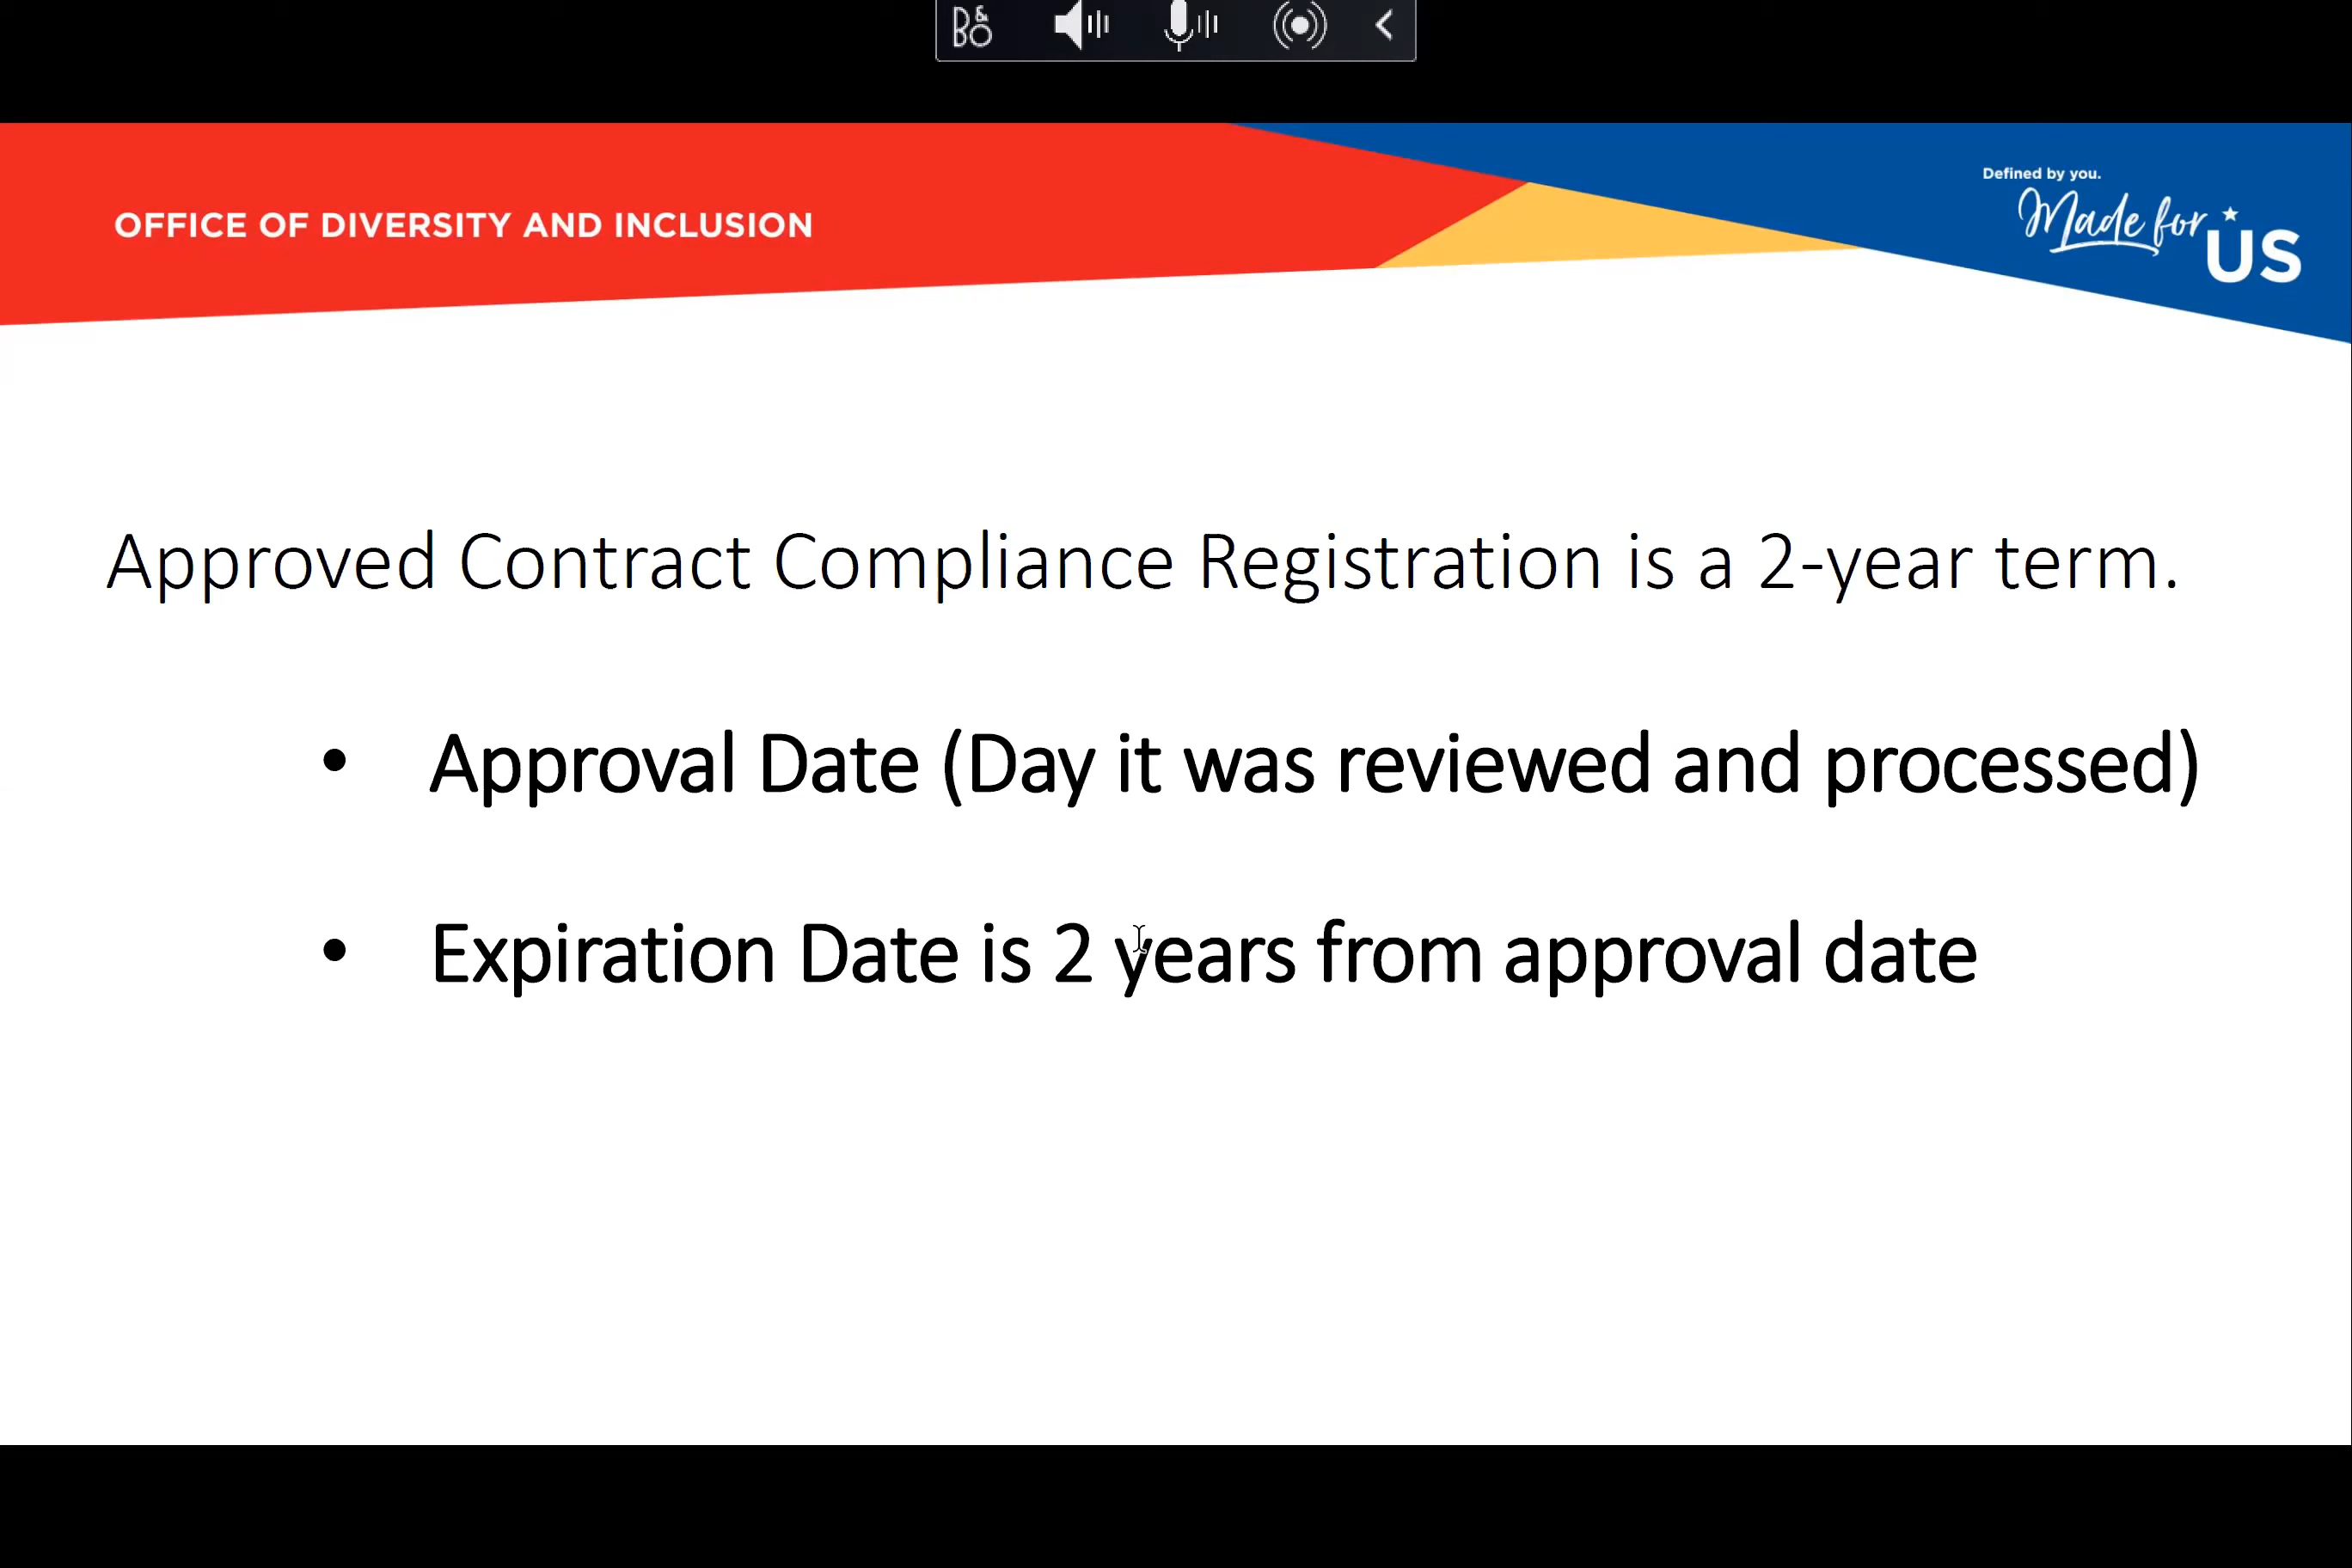 B&O
OFFICE OF DIVERSITY AND INCLUSION
Defined by you.
Made for US
Approved Contract Compliance Registration is a 2-year term.
• Approval Date (Day it was reviewed and processed)
• Expiration Date is 2 years from approval date